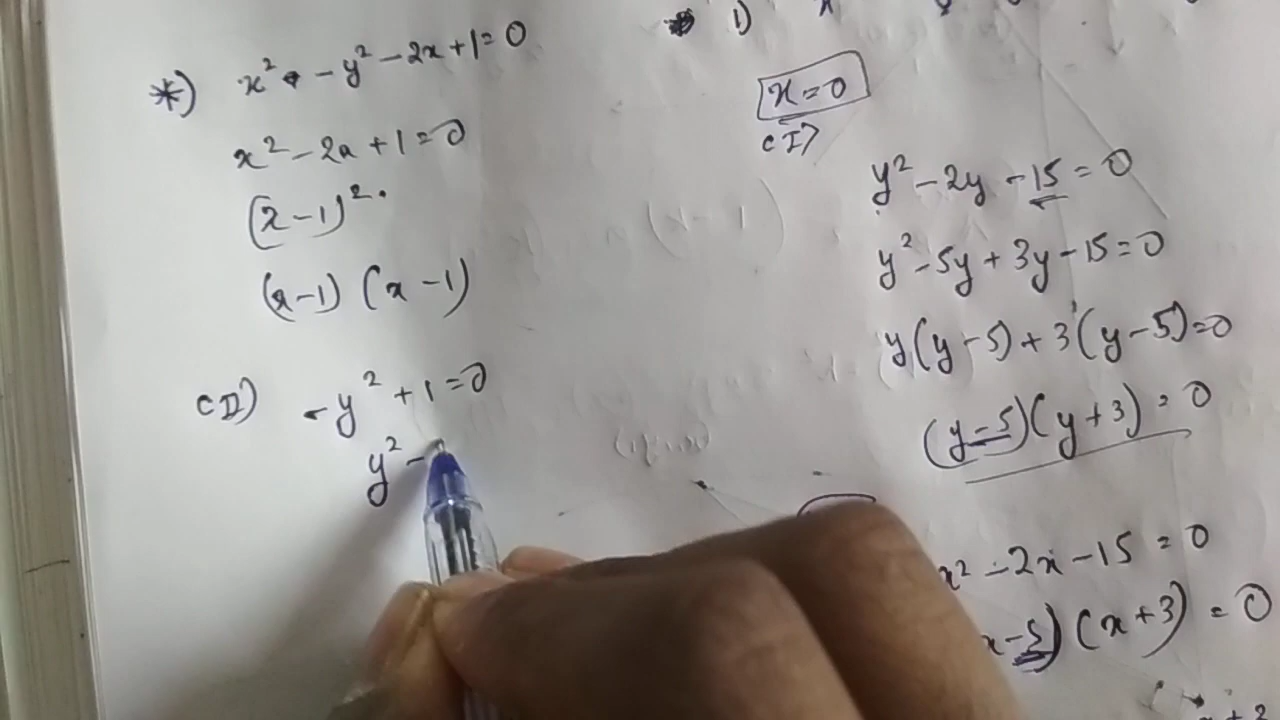 *) x² - y² - 2x + 1 = 0
x² - 2x + 1 = 0
(x - 1)².
(x - 1) (x - 1)
C II) - y² + 1 = 0
y² -
1)
x = 0
C I)
y² - 2y - 15 = 0
y² - 5y + 3y - 15 = 0
y(y - 5) + 3(y - 5) = 0
(y - 5)(y + 3) = 0
x² - 2x - 15 = 0
x - 5) (x + 3) = 0